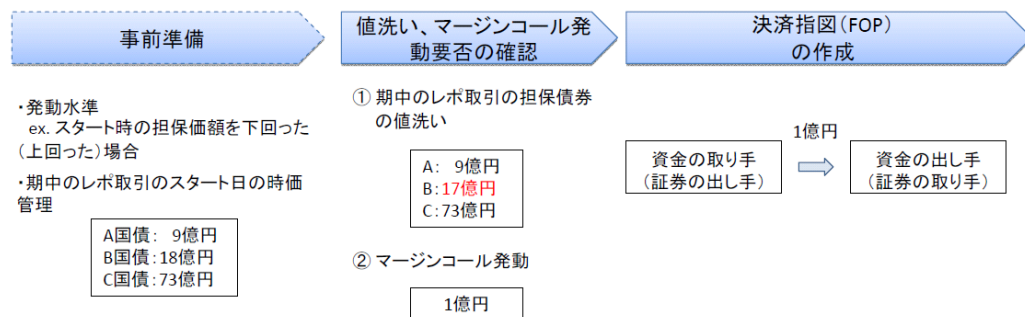 事前準備
・発動水準
ex. スタート時の担保価額を下回った
（上回った）場合
・期中のレポ取引のスタート日の時価
管理
A国債： 9億円
B国債：18億円
C国債：73億円
値洗い、マージンコール発
動要否の確認
① 期中のレポ取引の担保債券
の値洗い
A： 9億円
B：17億円
C：73億円
② マージンコール発動
1億円
決済指図（FOP）
の作成
資金の取り手
（証券の出し手）
1億円
資金の出し手
（証券の取り手）